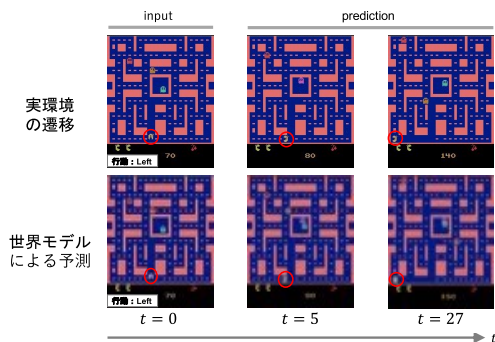 input
prediction
実環境
の遷移
行動：Left
70
80
140
世界モデル
による予測
行動：Left
70
t = 0
t = 5
t = 27
t